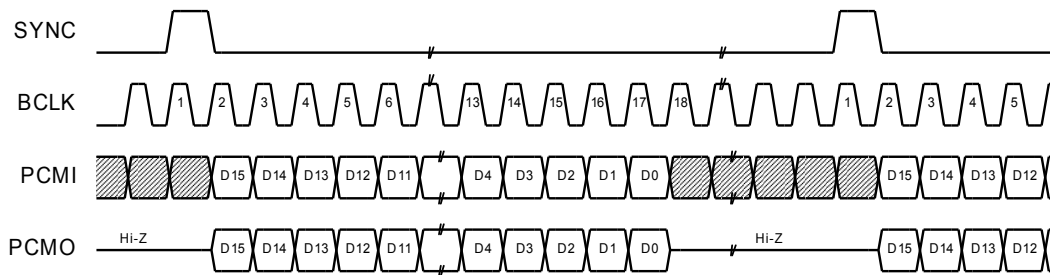 SYNC
BCLK 1 2 3 4 5 6 13 14 15 16 17 18 1 2 3 4 5
PCMI D15 D14 D13 D12 D11 D4 D3 D2 D1 D0 D15 D14 D13 D12
PCMO Hi-Z D15 D14 D13 D12 D11 D4 D3 D2 D1 D0 Hi-Z D15 D14 D13 D12